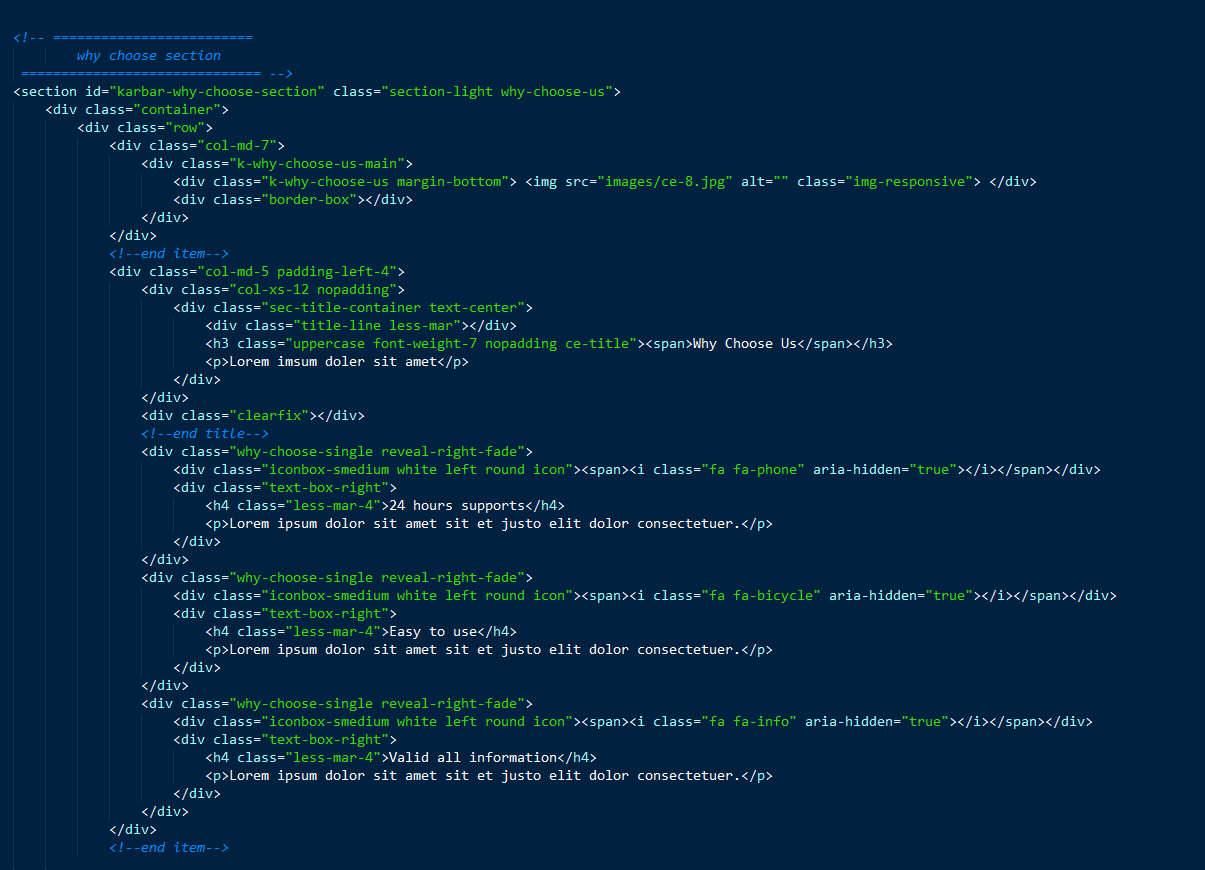 <!-- =========================
        why choose section
 ============================== -->
<section id="karbar-why-choose-section" class="section-light why-choose-us">
    <div class="container">
        <div class="row">
            <div class="col-md-7">
                <div class="k-why-choose-us-main">
                    <div class="k-why-choose-us margin-bottom"> <img src="images/ce-8.jpg" alt="" class="img-responsive"> </div>
                    <div class="border-box"></div>
                </div>
            </div>
            <!--end item-->
            <div class="col-md-5 padding-left-4">
                <div class="col-xs-12 nopadding">
                    <div class="sec-title-container text-center">
                        <div class="title-line less-mar"></div>
                        <h3 class="uppercase font-weight-7 nopadding ce-title"><span>Why Choose Us</span></h3>
                        <p>Lorem imsum doler sit amet</p>
                    </div>
                </div>
                <div class="clearfix"></div>
                <!--end title-->
                <div class="why-choose-single reveal-right-fade">
                    <div class="iconbox-smedium white left round icon"><span><i class="fa fa-phone" aria-hidden="true"></i></span></div>
                    <div class="text-box-right">
                        <h4 class="less-mar-4">24 hours supports</h4>
                        <p>Lorem ipsum dolor sit amet sit et justo elit dolor consectetuer.</p>
                    </div>
                </div>
                <div class="why-choose-single reveal-right-fade">
                    <div class="iconbox-smedium white left round icon"><span><i class="fa fa-bicycle" aria-hidden="true"></i></span></div>
                    <div class="text-box-right">
                        <h4 class="less-mar-4">Easy to use</h4>
                        <p>Lorem ipsum dolor sit amet sit et justo elit dolor consectetuer.</p>
                    </div>
                </div>
                <div class="why-choose-single reveal-right-fade">
                    <div class="iconbox-smedium white left round icon"><span><i class="fa fa-info" aria-hidden="true"></i></span></div>
                    <div class="text-box-right">
                        <h4 class="less-mar-4">Valid all information</h4>
                        <p>Lorem ipsum dolor sit amet sit et justo elit dolor consectetuer.</p>
                    </div>
                </div>
            </div>
            <!--end item-->